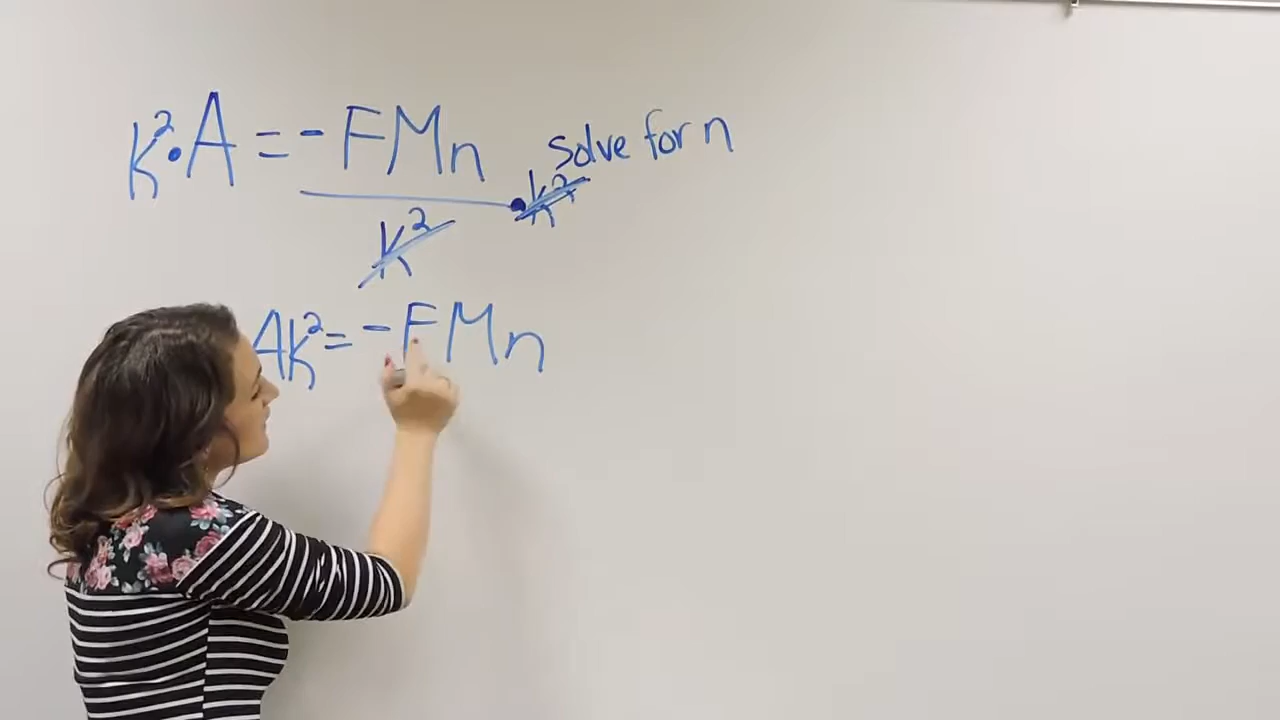 K²·A = - FMn solve for n
K² ·K²
AK² = - FMn